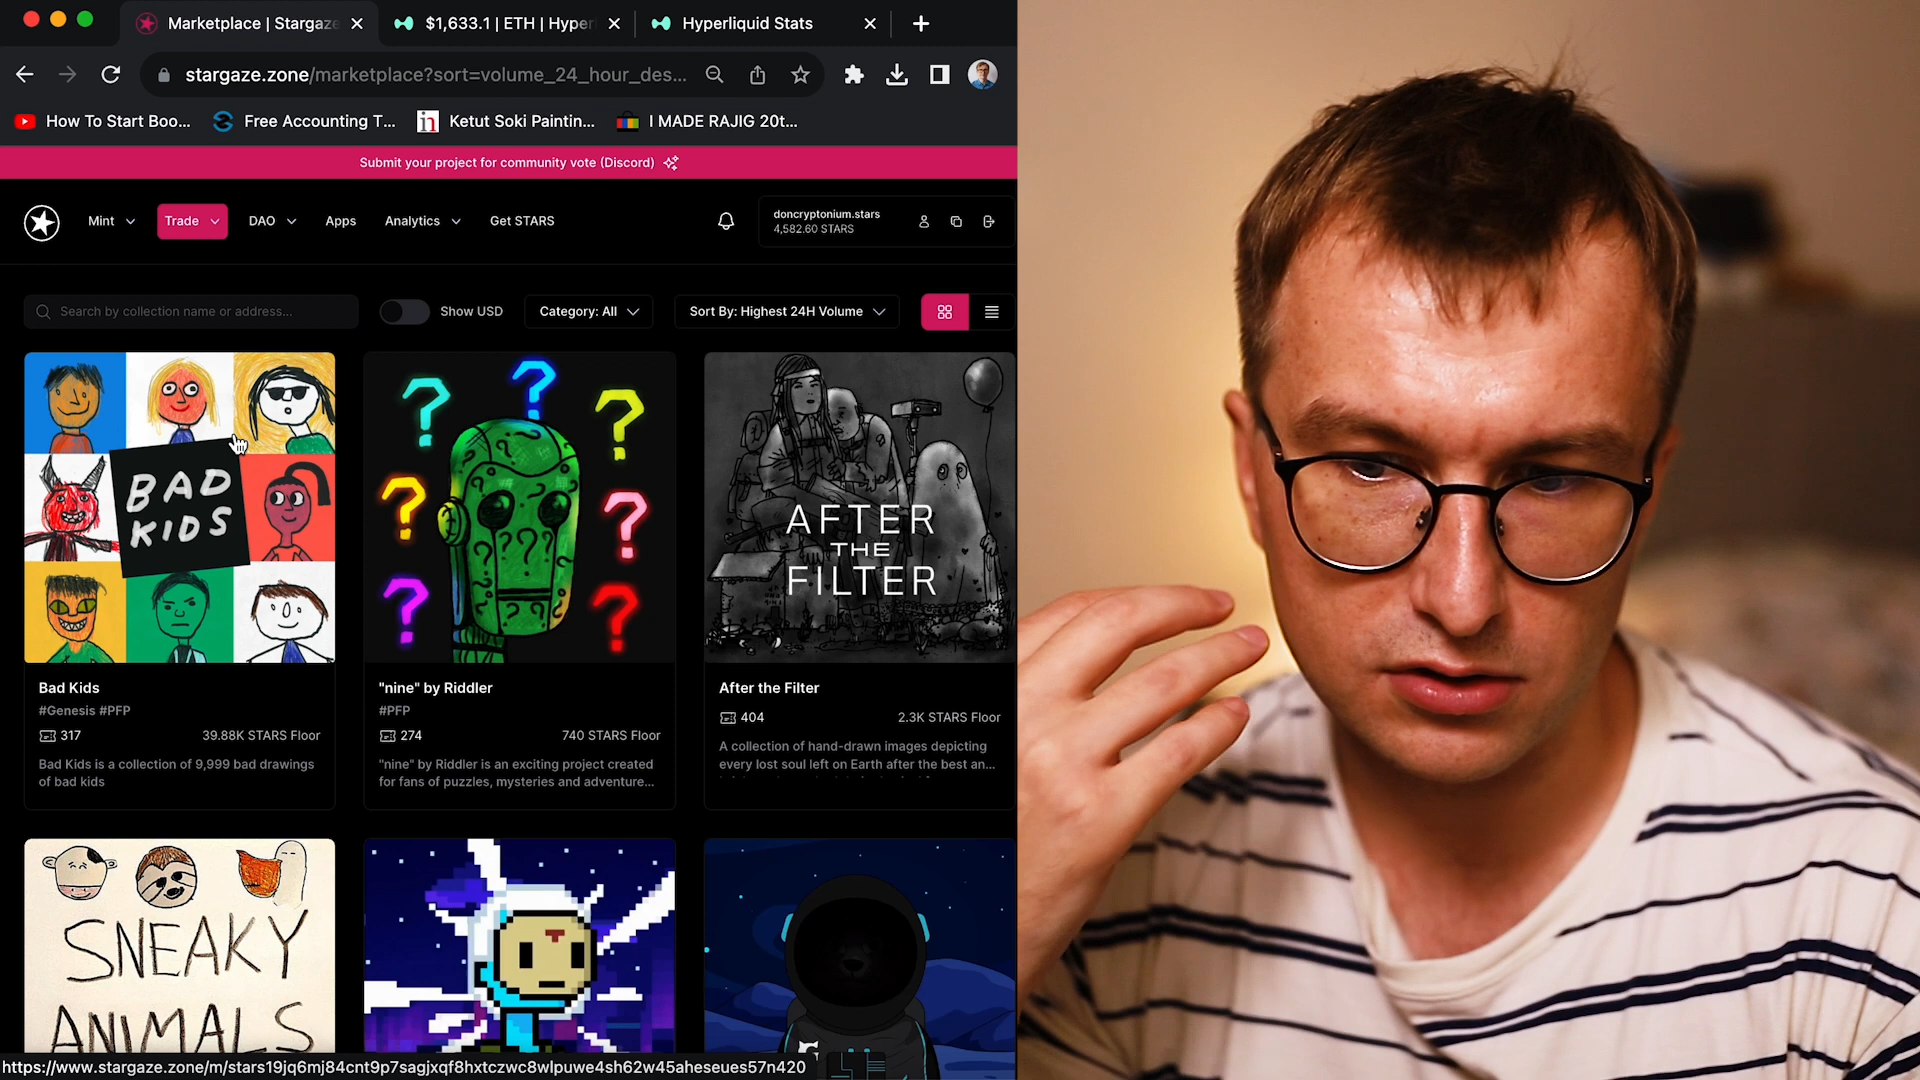 Marketplace | Stargaze
$1,633.1 | ETH | Hyper
Hyperliquid Stats
stargaze.zone/marketplace?sort=volume_24_hour_des...
How To Start Boo...
Free Accounting T...
Ketut Soki Paintin...
I MADE RAJIG 20t...
Submit your project for community vote (Discord)
Mint
Trade
DAO
Apps
Analytics
Get STARS
doncryptonium.stars
4,582.60 STARS
Search by collection name or address...
Show USD
Category: All
Sort By: Highest 24H Volume
BAD
KIDS
AFTER
THE
FILTER
Bad Kids
#Genesis #PFP
317
39.88K STARS Floor
Bad Kids is a collection of 9,999 bad drawings
of bad kids
"nine" by Riddler
#PFP
274
740 STARS Floor
"nine" by Riddler is an exciting project created
for fans of puzzles, mysteries and adventure...
After the Filter
404
2.3K STARS Floor
A collection of hand-drawn images depicting
every lost soul left on Earth after the best an...
SNEAKY
ANIMALS
https://www.stargaze.zone/m/stars19jq6mj84cnt9p7sagjxqf8hxtczwc8wlpuwe4sh62w45aheseues57n420